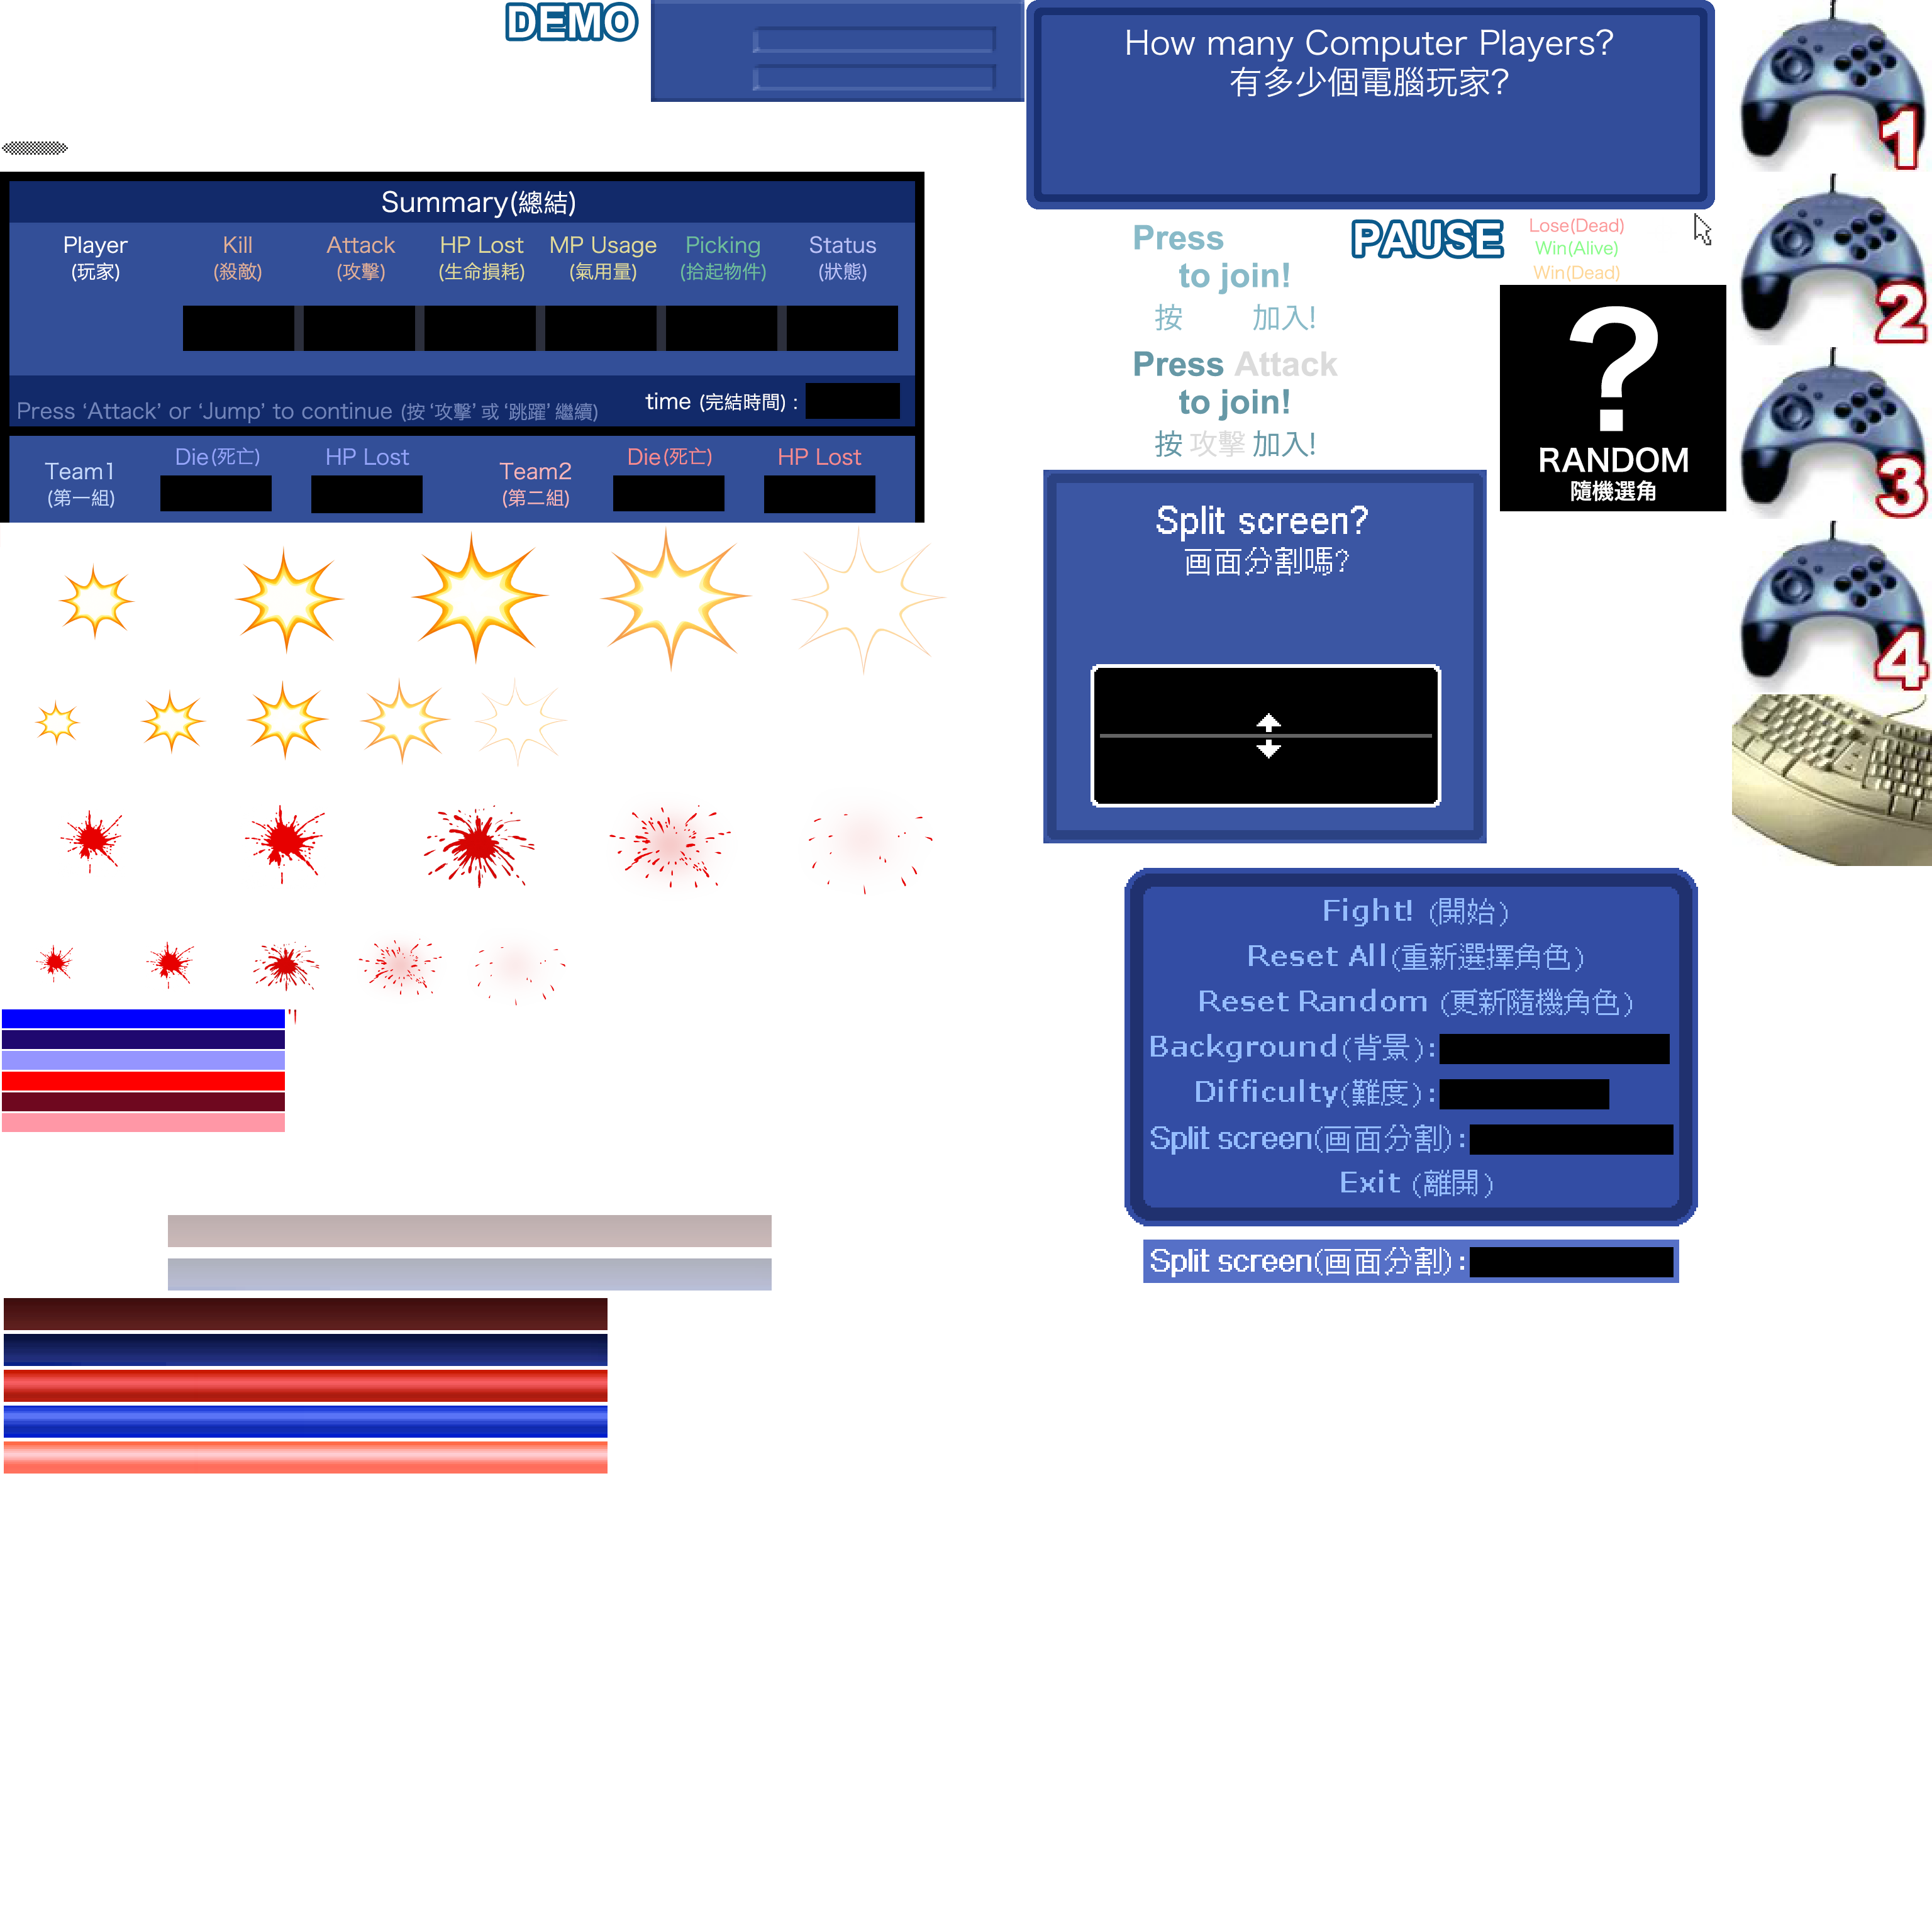 DEMO
How many Computer Players?
有多少個電腦玩家?
1
Summary(總結)
Player Kill Attack HP Lost MP Usage Picking Status
(玩家) (殺敵) (攻擊) (生命損耗) (氣用量) (拾起物件) (狀態)
Press ‘Attack’ or ‘Jump’ to continue (按 ‘攻擊’ 或 ‘跳躍’ 繼續) time (完結時間) :
Die(死亡) HP Lost Die(死亡) HP Lost
Team1 Team2
(第一組) (第二組)
Press
to join!
按 加入!
PAUSE
Lose(Dead)
Win(Alive)
Win(Dead)
2
Press Attack
to join!
按 攻擊 加入!
?
RANDOM
隨機選角
3
Split screen?
画面分割嗎?
4
Fight! (開始)
Reset All(重新選擇角色)
Reset Random (更新隨機角色)
Background(背景):
Difficulty(難度):
Split screen(画面分割):
Exit (離開)
Split screen(画面分割):